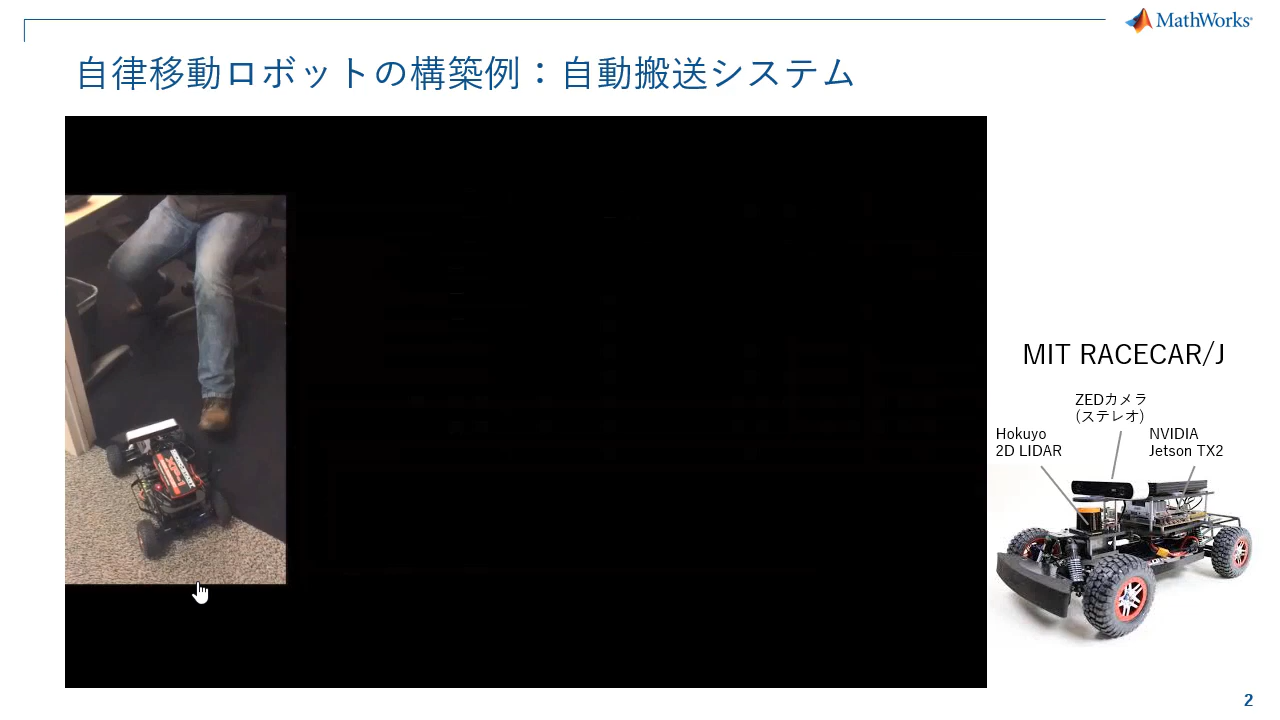 MathWorks
自律移動ロボットの構築例：自動搬送システム
MIT RACECAR/J
ZEDカメラ
(ステレオ)
Hokuyo
2D LIDAR
NVIDIA
Jetson TX2
2